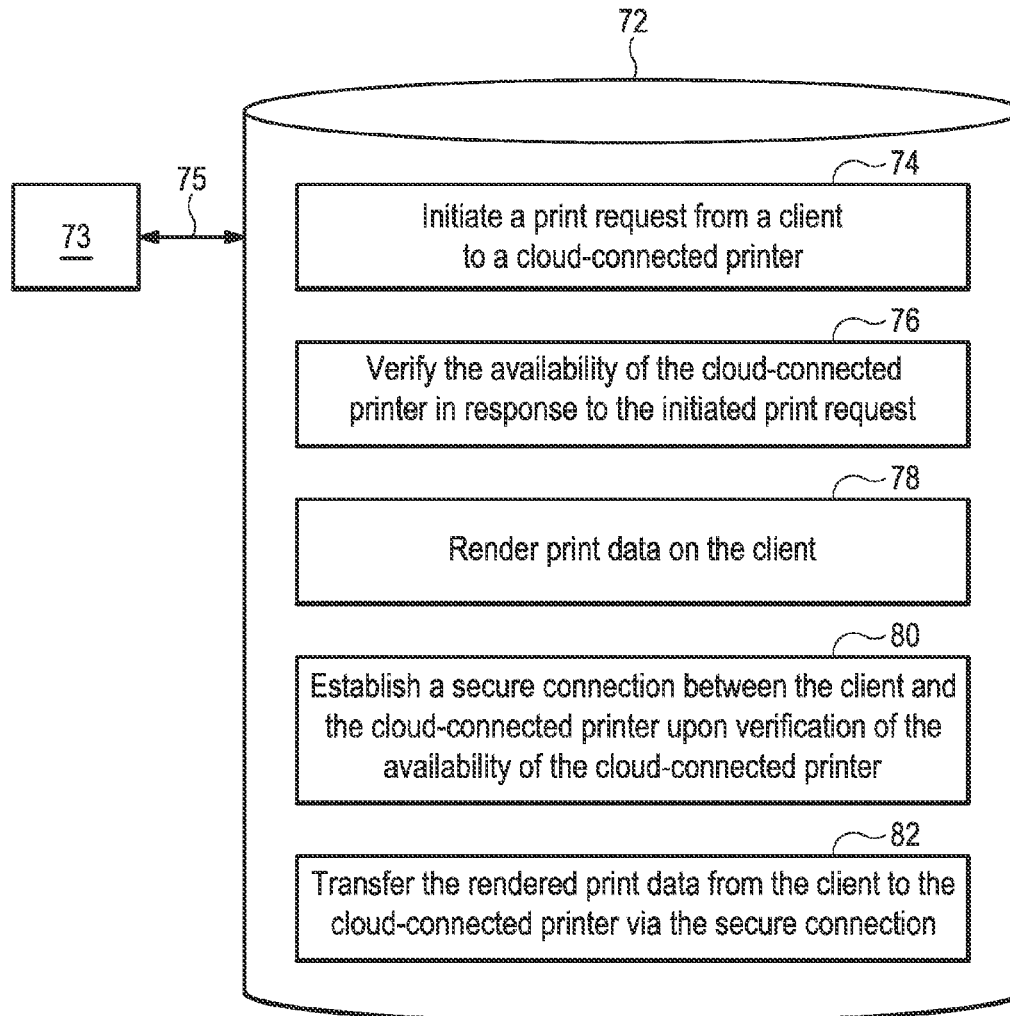 72
75
73
74
Initiate a print request from a client
to a cloud-connected printer
76
Verify the availability of the cloud-connected
printer in response to the initiated print request
78
Render print data on the client
80
Establish a secure connection between the client and
the cloud-connected printer upon verification of the
availability of the cloud-connected printer
82
Transfer the rendered print data from the client to the
cloud-connected printer via the secure connection